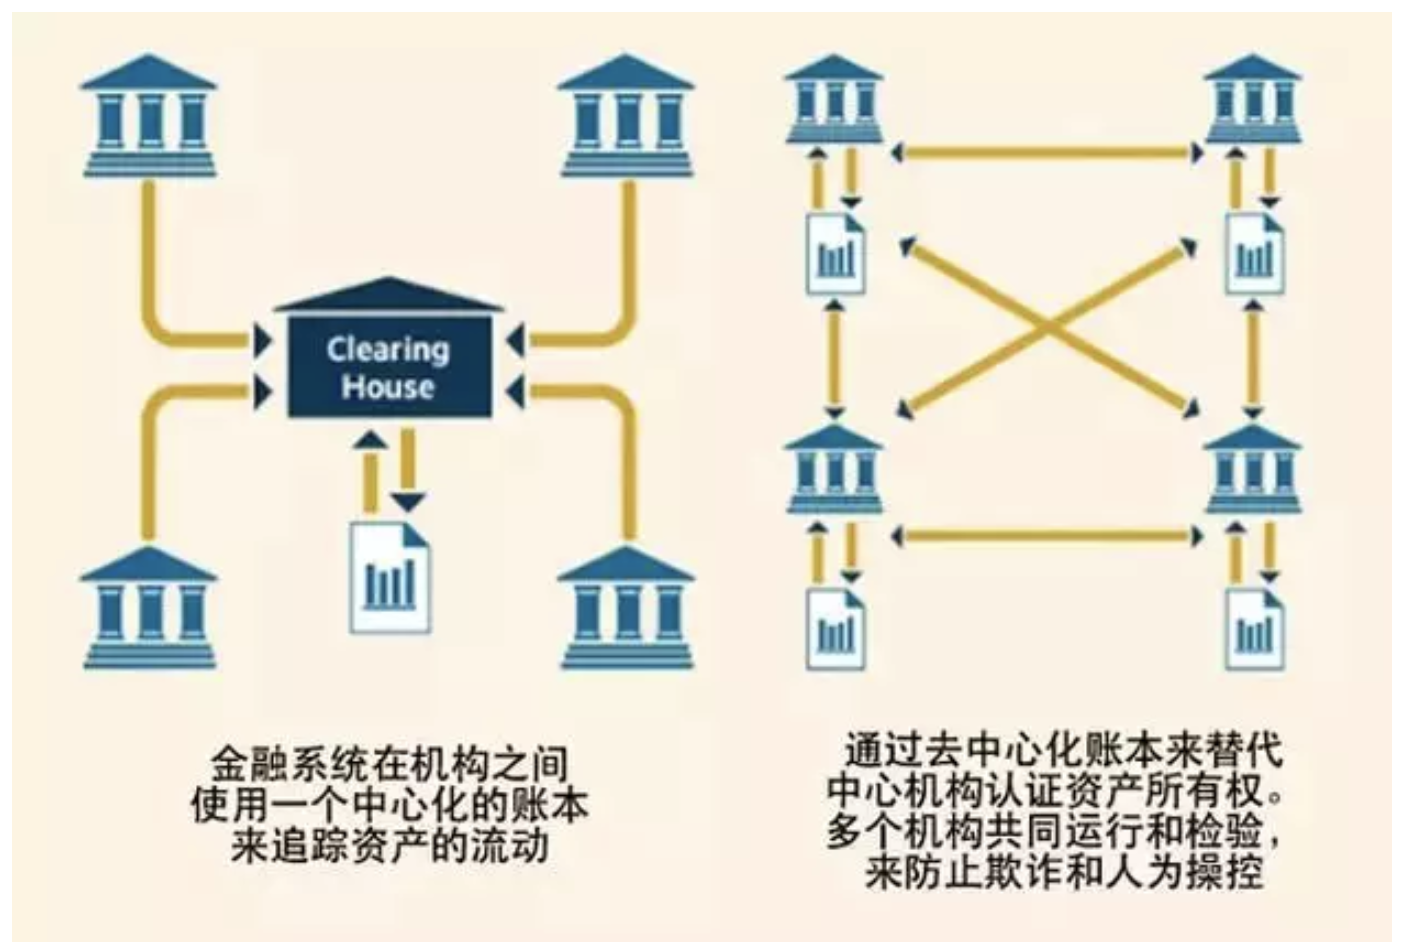 Clearing
House
金融系统在机构之间
使用一个中心化的账本
来追踪资产的流动
通过去中心化账本来替代
中心机构认证资产所有权。
多个机构共同运行和检验，
来防止欺诈和人为操控